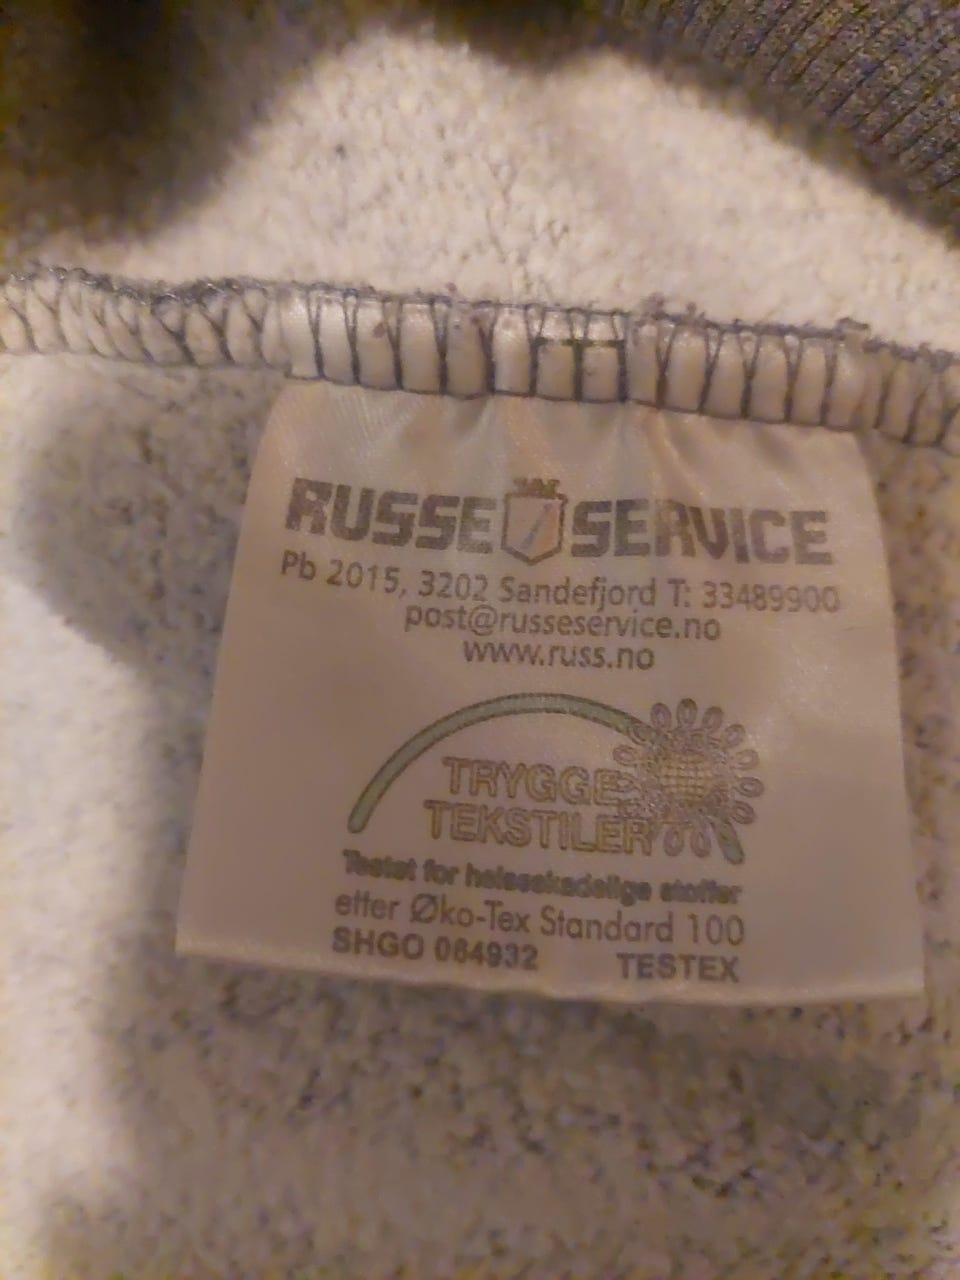 RUSSE SERVICE
Pb 2015, 3202 Sandefjord T: 33489900
post@russeservice.no
www.russ.no
TRYGGE
TEKSTILER
Testet for helseskadelige stoffer
etter Øko-Tex Standard 100
SHGO 064932 TESTEX